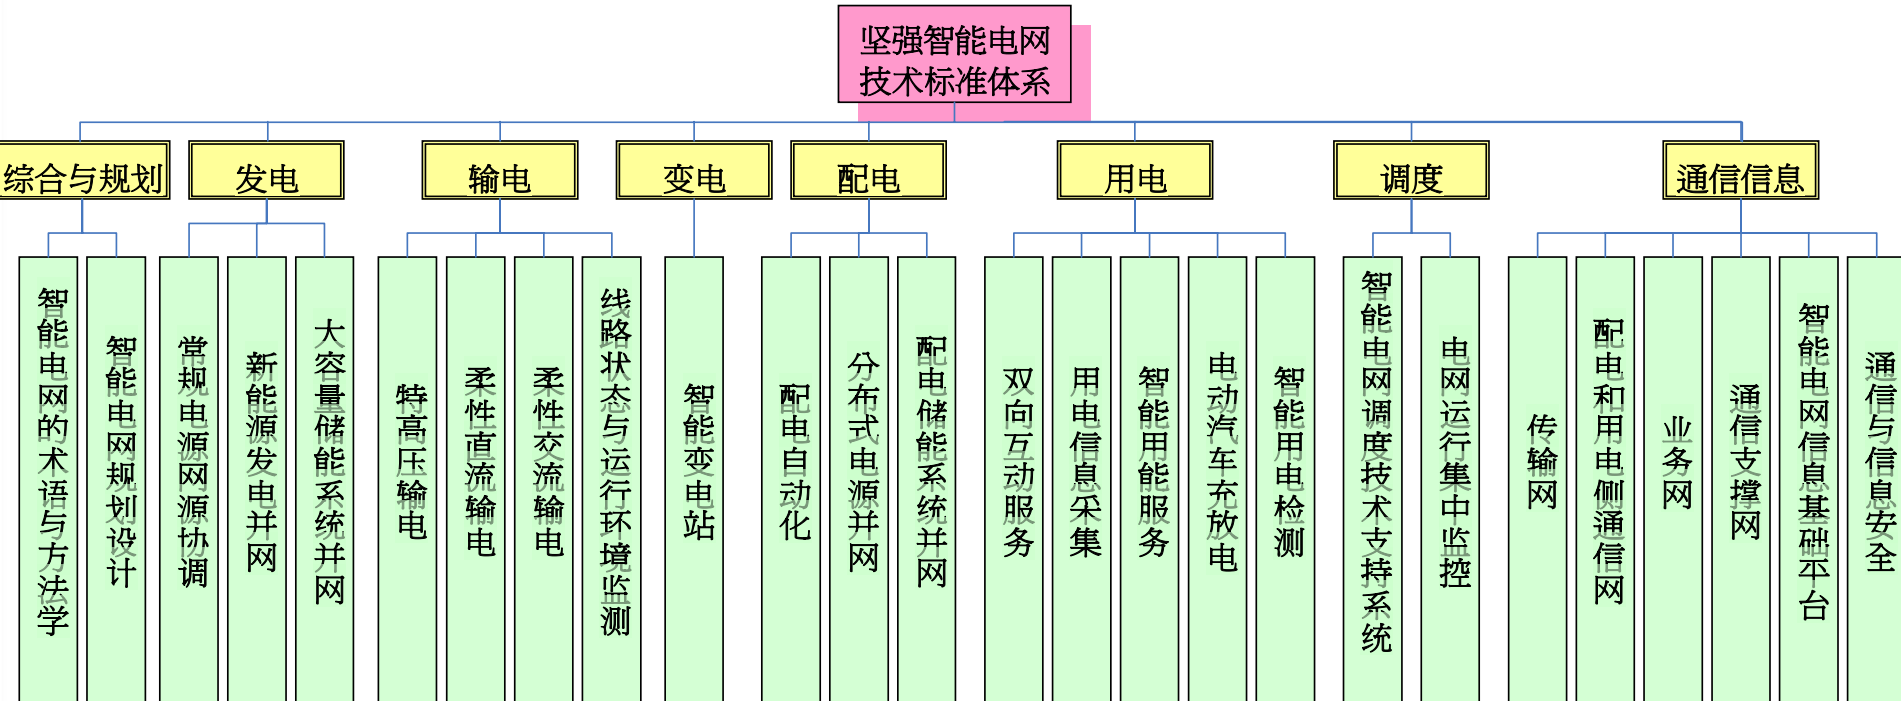 坚强智能电网
技术标准体系
综合与规划
发电
输电
变电
配电
用电
调度
通信信息
智能电网的术语与方法学
智能电网规划设计
常规电源网源协调
新能源发电并网
大容量储能系统并网
特高压输电
柔性直流输电
柔性交流输电
线路状态与运行环境监测
智能变电站
配电自动化
分布式电源并网
配电储能系统并网
双向互动服务
用电信息采集
智能用能服务
电动汽车充放电
智能用电检测
智能电网调度技术支持系统
电网运行集中监控
传输网
配电和用电侧通信网
业务网
通信支撑网
智能电网信息基础平台
通信与信息安全